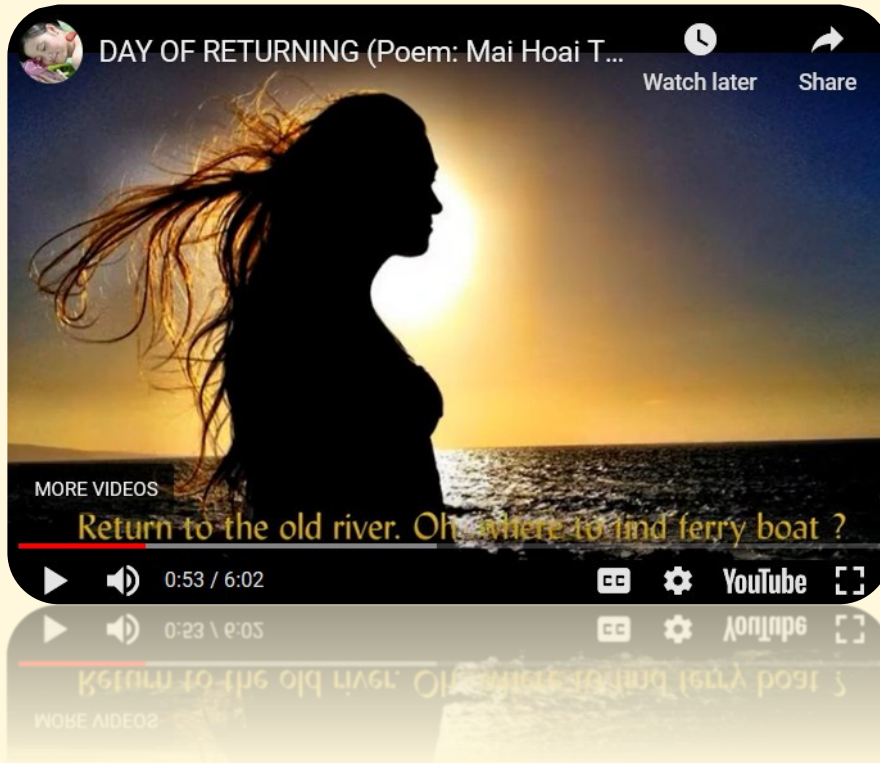 DAY OF RETURNING (Poem: Mai Hoai T...
Watch later
Share
MORE VIDEOS
Return to the old river. Oh, where to find ferry boat ?
0:53 / 6:02
CC
YouTube